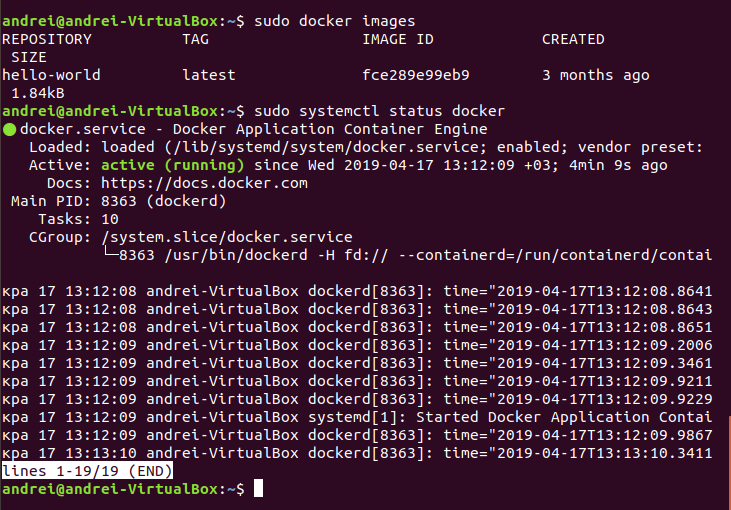 andrei@andrei-VirtualBox:~$ sudo docker images
REPOSITORY          TAG                 IMAGE ID            CREATED
 SIZE
hello-world         latest              fce289e99eb9        3 months ago
 1.84kB
andrei@andrei-VirtualBox:~$ sudo systemctl status docker
● docker.service - Docker Application Container Engine
   Loaded: loaded (/lib/systemd/system/docker.service; enabled; vendor preset:
   Active: active (running) since Wed 2019-04-17 13:12:09 +03; 4min 9s ago
     Docs: https://docs.docker.com
 Main PID: 8363 (dockerd)
    Tasks: 10
   CGroup: /system.slice/docker.service
           └─8363 /usr/bin/dockerd -H fd:// --containerd=/run/containerd/contai

кра 17 13:12:08 andrei-VirtualBox dockerd[8363]: time="2019-04-17T13:12:08.8641
кра 17 13:12:08 andrei-VirtualBox dockerd[8363]: time="2019-04-17T13:12:08.8643
кра 17 13:12:08 andrei-VirtualBox dockerd[8363]: time="2019-04-17T13:12:08.8651
кра 17 13:12:09 andrei-VirtualBox dockerd[8363]: time="2019-04-17T13:12:09.2006
кра 17 13:12:09 andrei-VirtualBox dockerd[8363]: time="2019-04-17T13:12:09.3461
кра 17 13:12:09 andrei-VirtualBox dockerd[8363]: time="2019-04-17T13:12:09.9211
кра 17 13:12:09 andrei-VirtualBox dockerd[8363]: time="2019-04-17T13:12:09.9229
кра 17 13:12:09 andrei-VirtualBox systemd[1]: Started Docker Application Contai
кра 17 13:12:09 andrei-VirtualBox dockerd[8363]: time="2019-04-17T13:12:09.9867
кра 17 13:13:10 andrei-VirtualBox dockerd[8363]: time="2019-04-17T13:13:10.3411
lines 1-19/19 (END)
andrei@andrei-VirtualBox:~$